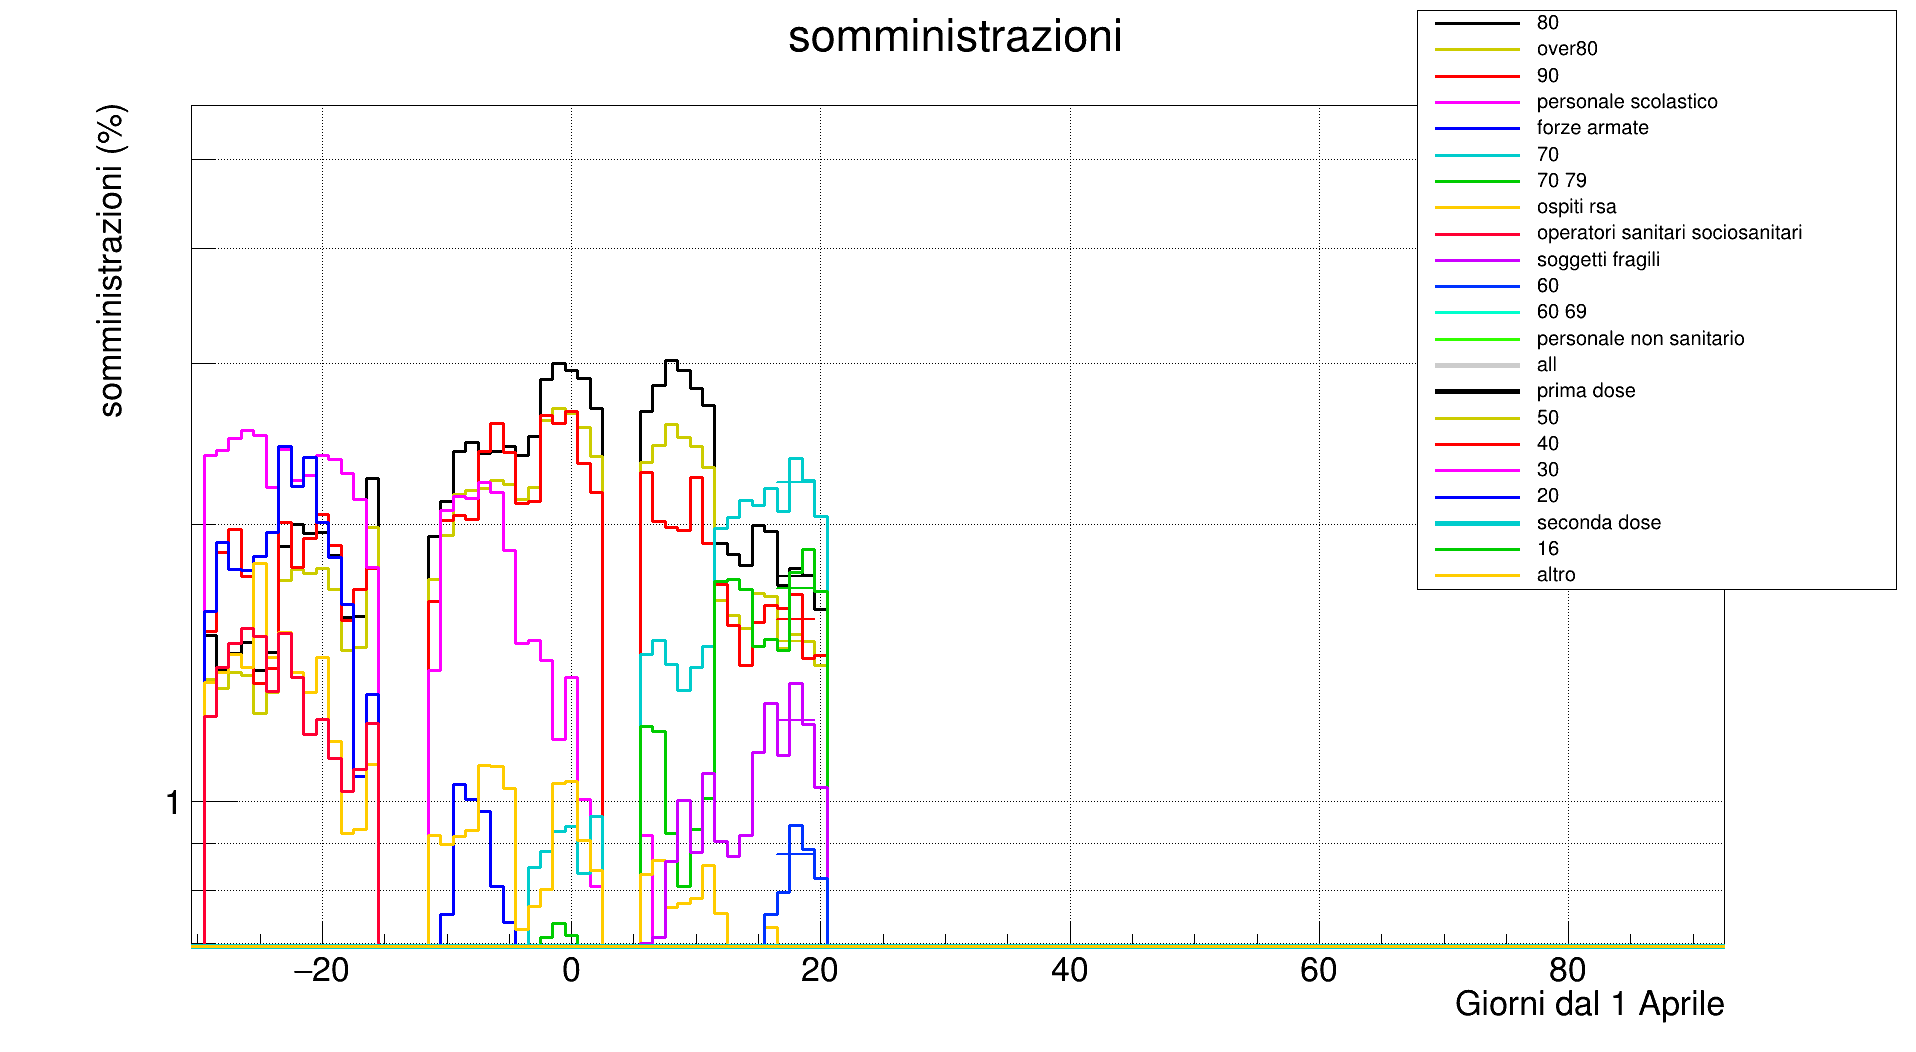 somministrazioni
somministrazioni (%)
80
over80
90
personale scolastico
forze armate
70
70 79
ospiti rsa
operatori sanitari sociosanitari
soggetti fragili
60
60 69
personale non sanitario
all
prima dose
50
40
30
20
seconda dose
16
altro
1
−20 0 20 40 60 80
Giorni dal 1 Aprile